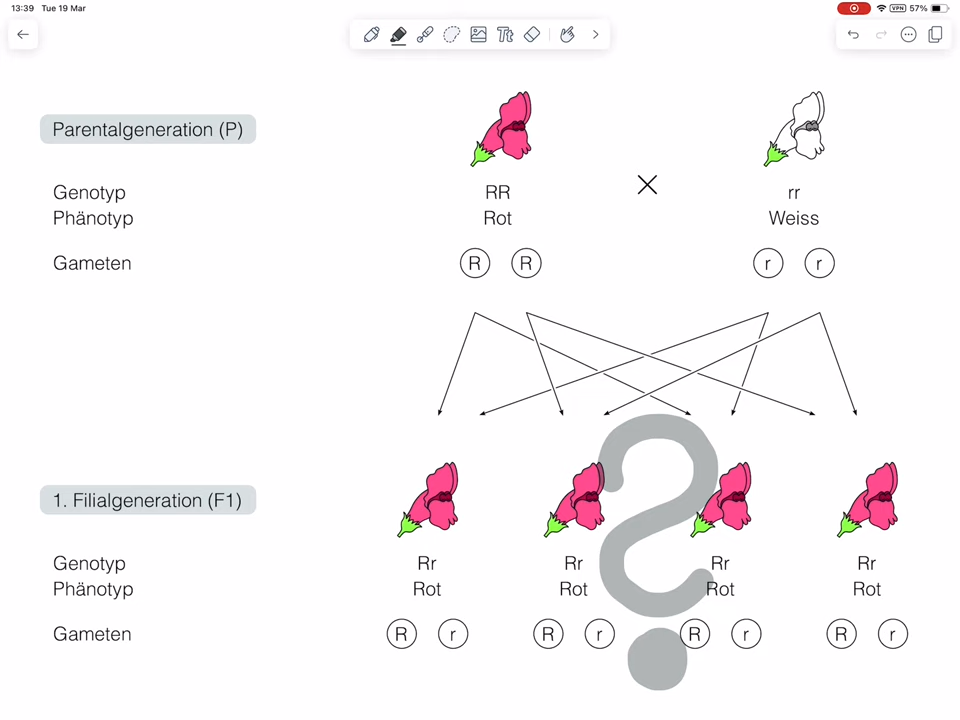 13:39 Tue 19 Mar
VPN 57%
Tt
Parentalgeneration (P)
Genotyp RR rr
Phänotyp Rot Weiss
Gameten R R r r
1. Filialgeneration (F1)
Genotyp Rr Rr Rr Rr
Phänotyp Rot Rot Rot Rot
Gameten R r R r R r R r
?